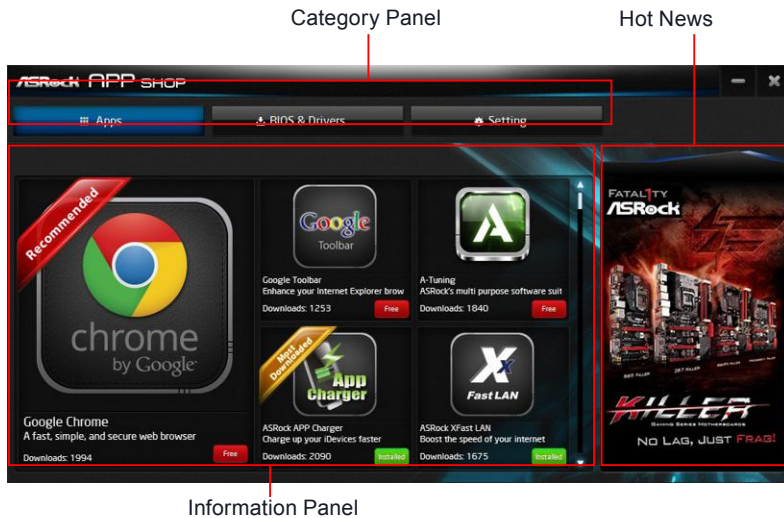 Category Panel
Hot News
ASRock APP SHOP
Apps
BIOS & Drivers
Setting
Recommended
chrome
by Google
Google Chrome
A fast, simple, and secure web browser
Downloads: 1994
Free
Google
Toolbar
Google Toolbar
Enhance your Internet Explorer brow
Downloads: 1253
Free
A
A-Tuning
ASRock's multi purpose software suit
Downloads: 1840
Free
Most
Downloaded
App
Charger
ASRock APP Charger
Charge up your iDevices faster
Downloads: 2090
Installed
Fast LAN
ASRock XFast LAN
Boost the speed of your internet
Downloads: 1675
Installed
FATAL1TY
ASRock
KILLER
GAMING SERIES MOTHERBOARDS
NO LAG, JUST FRAG!
Information Panel